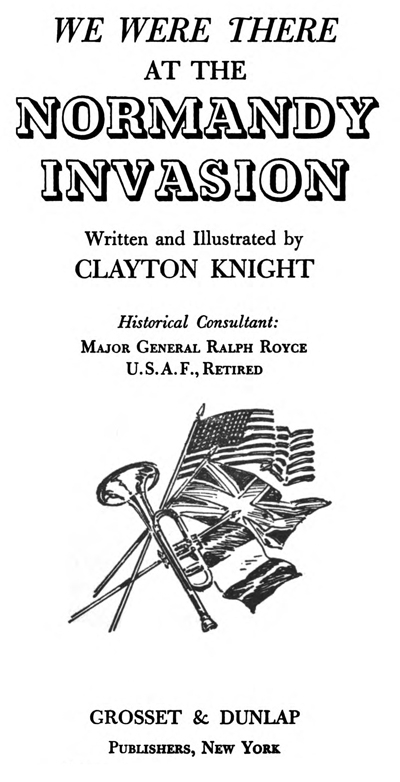 WE WERE THERE
AT THE
NORMANDY
INVASION
Written and Illustrated by
CLAYTON KNIGHT
Historical Consultant:
MAJOR GENERAL RALPH ROYCE
U.S.A.F., RETIRED
GROSSET & DUNLAP
PUBLISHERS, NEW YORK